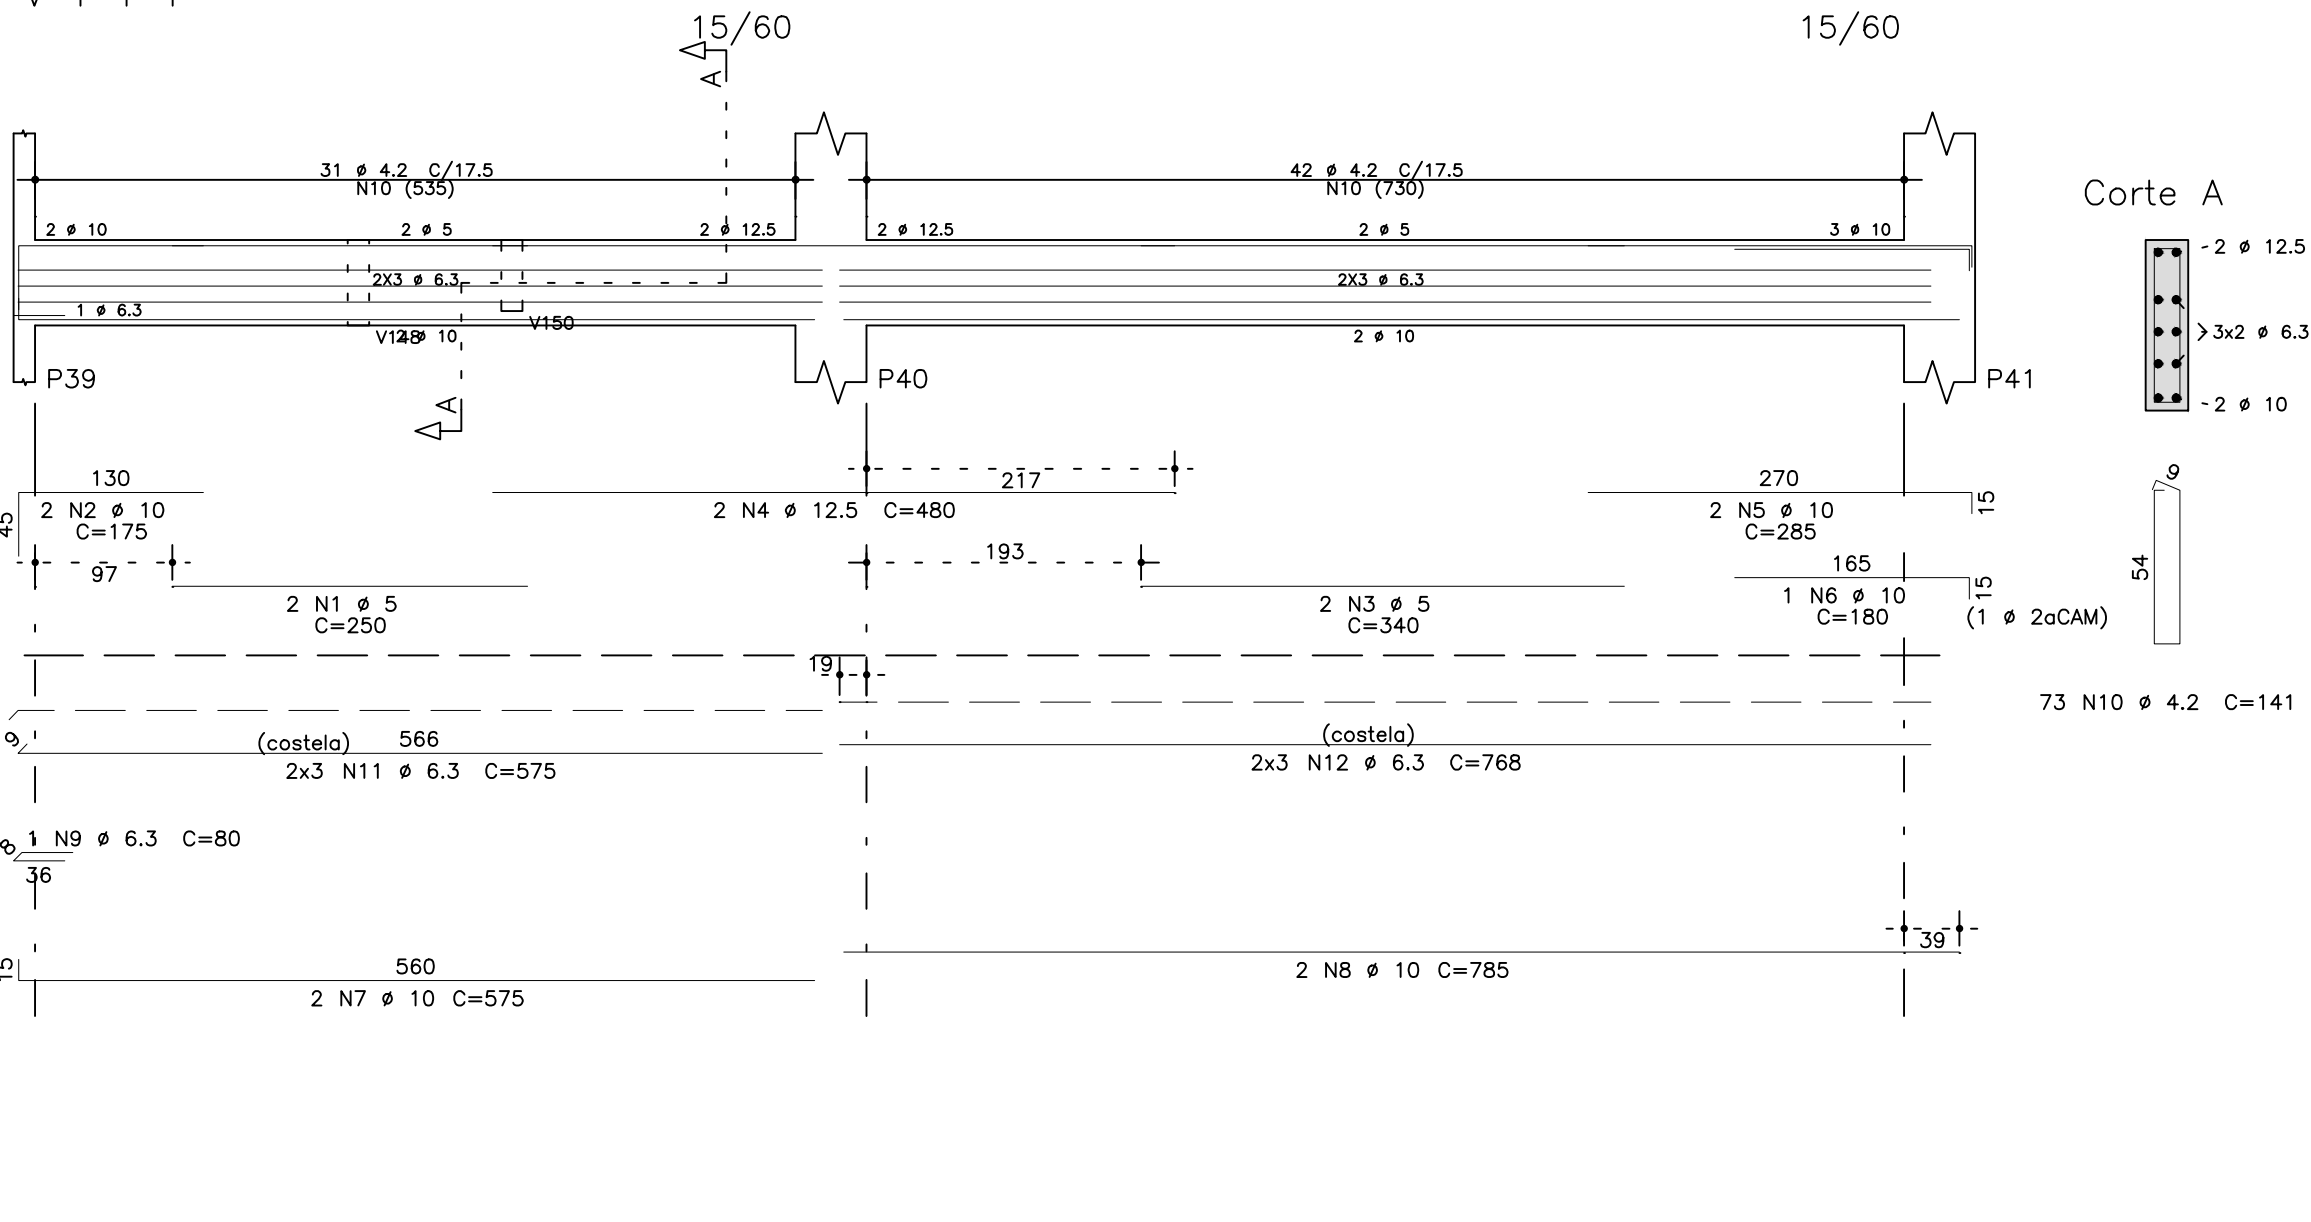 15/60
15/60
A
31 ø 4.2 C/17.5
N10 (535)
42 ø 4.2 C/17.5
N10 (730)
Corte A
2 ø 10
2 ø 5
2 ø 12.5
2 ø 12.5
2 ø 5
3 ø 10
2 ø 12.5
2X3 ø 6.3
2X3 ø 6.3
1 ø 6.3
V150
3x2 ø 6.3
V148
2 ø 10
2 ø 10
P39
P40
P41
A
2 ø 10
130
217
270
9
2 N2 ø 10
C=175
45
2 N4 ø 12.5 C=480
2 N5 ø 10
C=285
15
97
193
165
54
2 N1 ø 5
C=250
2 N3 ø 5
C=340
1 N6 ø 10
C=180
15
(1 ø 2aCAM)
19
73 N10 ø 4.2 C=141
9
(costela) 566
2x3 N11 ø 6.3 C=575
(costela)
2x3 N12 ø 6.3 C=768
1 N9 ø 6.3 C=80
8
36
39
15
560
2 N7 ø 10 C=575
2 N8 ø 10 C=785